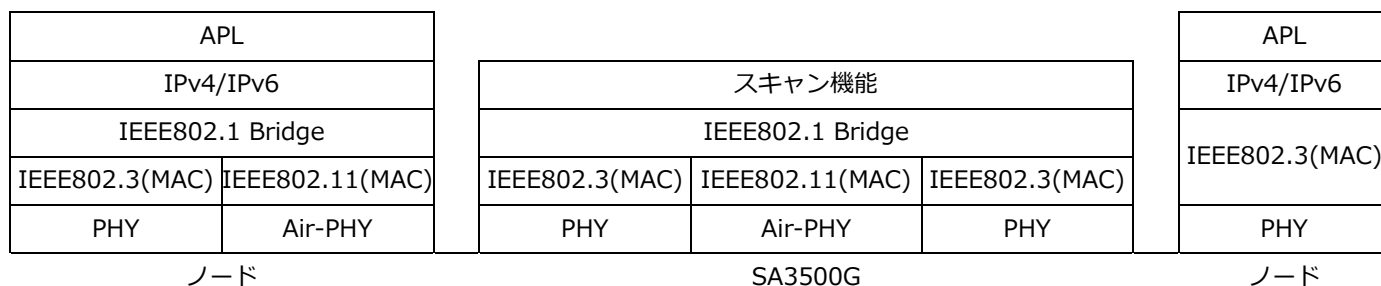 APL
APL
IPv4/IPv6
スキャン機能
IPv4/IPv6
IEEE802.1 Bridge
IEEE802.1 Bridge
IEEE802.3(MAC)
IEEE802.3(MAC)
IEEE802.11(MAC)
IEEE802.3(MAC)
IEEE802.11(MAC)
IEEE802.3(MAC)
PHY
Air-PHY
PHY
Air-PHY
PHY
PHY
ノード
SA3500G
ノード